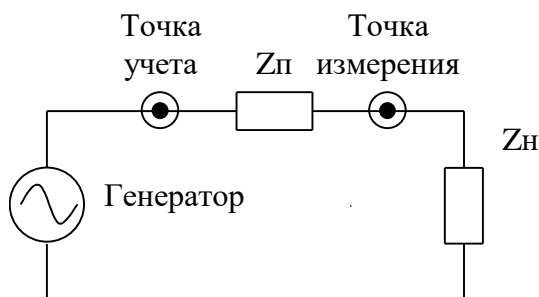 Точка учета
Zп
Точка измерения
Zн
Генератор